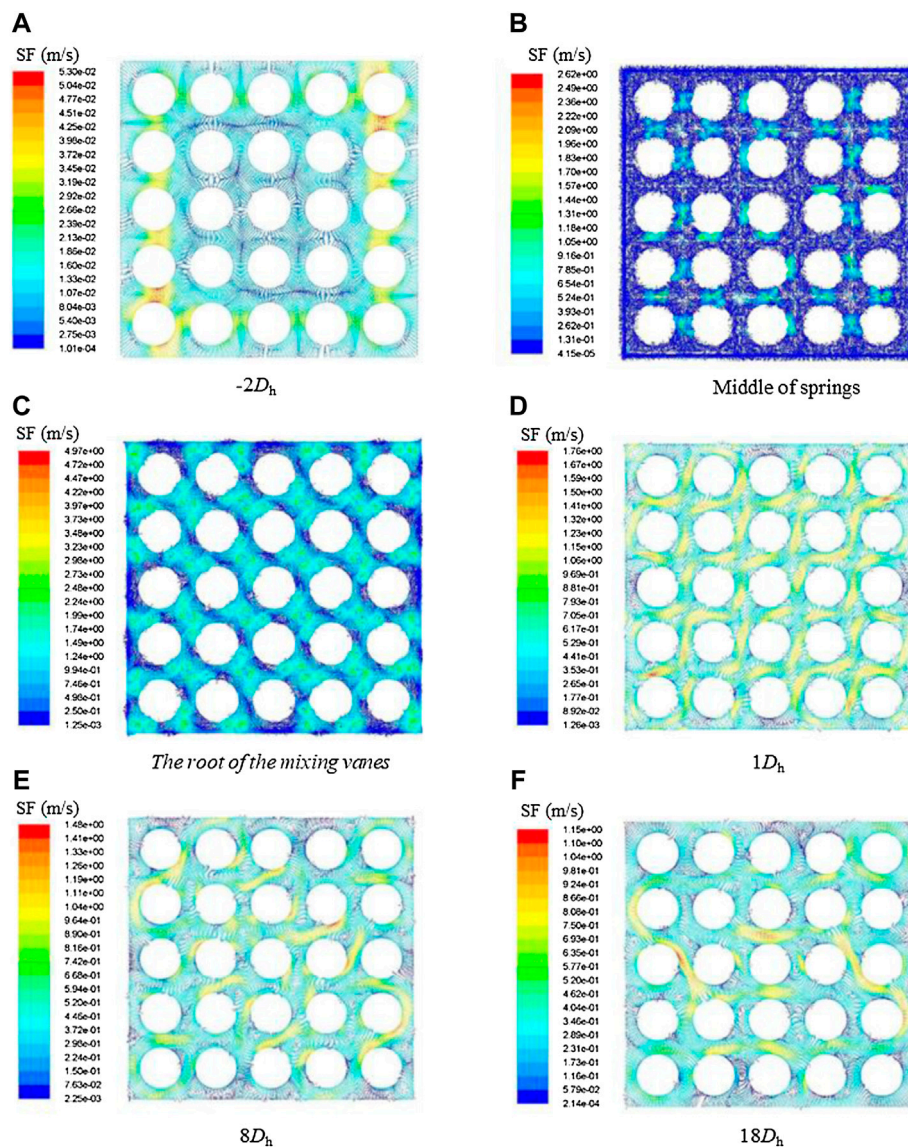 A
SF (m/s)
5.30e-02
5.04e-02
4.77e-02
4.51e-02
4.25e-02
3.98e-02
3.72e-02
3.45e-02
3.19e-02
2.92e-02
2.66e-02
2.39e-02
2.13e-02
1.86e-02
1.60e-02
1.33e-02
1.07e-02
8.04e-03
5.40e-03
2.75e-03
1.01e-04
-2Dh
B
SF (m/s)
2.62e+00
2.49e+00
2.36e+00
2.22e+00
2.09e+00
1.96e+00
1.83e+00
1.70e+00
1.57e+00
1.44e+00
1.31e+00
1.18e+00
1.05e+00
9.16e-01
7.85e-01
6.54e-01
5.24e-01
3.93e-01
2.62e-01
1.31e-01
4.15e-05
Middle of springs
C
SF (m/s)
4.97e+00
4.72e+00
4.47e+00
4.22e+00
3.97e+00
3.73e+00
3.48e+00
3.23e+00
2.98e+00
2.73e+00
2.48e+00
2.24e+00
1.99e+00
1.74e+00
1.49e+00
1.24e+00
9.94e-01
7.46e-01
4.98e-01
2.50e-01
1.25e-03
The root of the mixing vanes
D
SF (m/s)
1.76e+00
1.67e+00
1.59e+00
1.50e+00
1.41e+00
1.32e+00
1.23e+00
1.15e+00
1.06e+00
9.69e-01
8.81e-01
7.93e-01
7.05e-01
6.17e-01
5.29e-01
4.41e-01
3.53e-01
2.65e-01
1.77e-01
8.92e-02
1.26e-03
1Dh
E
SF (m/s)
1.48e+00
1.41e+00
1.33e+00
1.26e+00
1.19e+00
1.11e+00
1.04e+00
9.64e-01
8.90e-01
8.16e-01
7.42e-01
6.68e-01
5.94e-01
5.20e-01
4.46e-01
3.72e-01
2.98e-01
2.24e-01
1.50e-01
7.63e-02
2.25e-03
8Dh
F
SF (m/s)
1.15e+00
1.10e+00
1.04e+00
9.81e-01
9.24e-01
8.66e-01
8.08e-01
7.50e-01
6.93e-01
6.35e-01
5.77e-01
5.20e-01
4.62e-01
4.04e-01
3.46e-01
2.89e-01
2.31e-01
1.73e-01
1.16e-01
5.79e-02
2.14e-04
18Dh